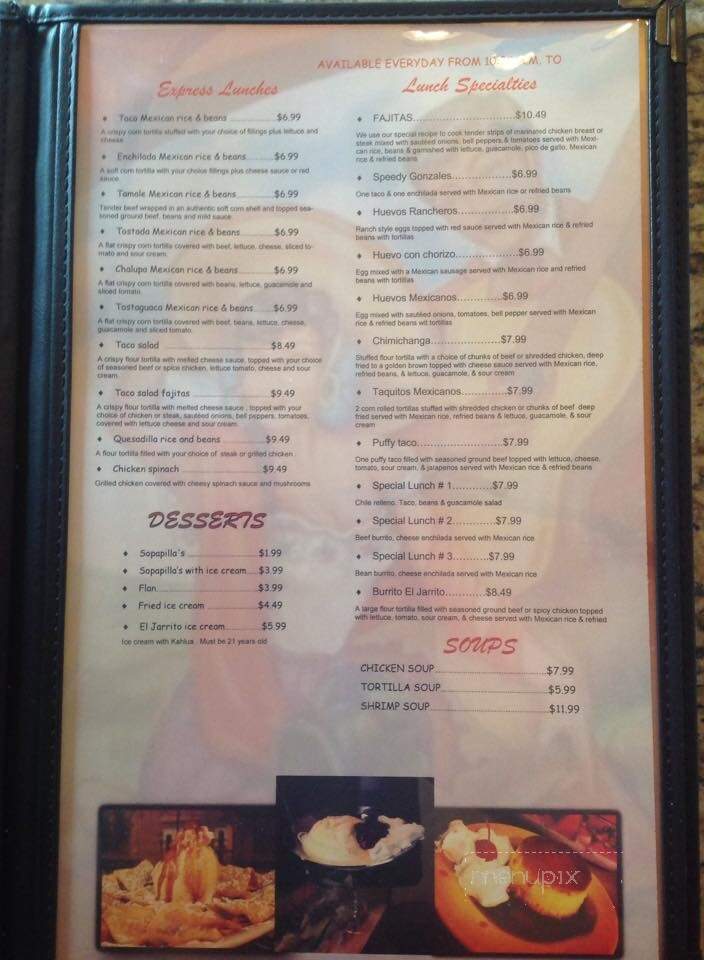 AVAILABLE EVERYDAY FROM TO
Express Lunches
Taco Mexican rice & beans ..................$6.99
A crispy corn tortilla stuffed with your choice of fillings plus lettuce and
cheese
Enchilada Mexican rice & beans..........$6.99
A soft corn tortilla with your choice fillings plus cheese sauce or red
sauce.
Tamale Mexican rice & beans...............$6.99
Tender beef wrapped in an authentic soft corn shell and topped sea-
soned ground beef, beans and mild sauce
Tostada Mexican rice & beans..............$6.99
A flat crispy corn tortilla covered with beef, lettuce, cheese, sliced to-
mato and sour cream.
Chalupa Mexican rice & beans..............$6.99
A flat crispy corn tortilla covered with beans, lettuce, guacamole and
sliced tomato.
Tostaguaca Mexican rice & beans........$6.99
A flat crispy corn tortilla covered with beef, beans, lettuce, cheese,
guacamole and sliced tomato.
Taco salad ..............................................$8.49
A crispy flour tortilla with melted cheese sauce, topped with your choice
of seasoned beef or spice chicken, lettuce tomato, cheese and sour
cream.
Taco salad fajitas ................................$9.49
A crispy flour tortilla with melted cheese sauce , topped with your
choice of chicken or steak, sautéed onions, bell peppers, tomatoes,
covered with lettuce cheese and sour cream.
Quesadilla rice and beans ..................$9.49
A flour tortilla filled with your choice of steak or grilled chicken .
Chicken spinach ...................................$9.49
Grilled chicken covered with cheesy spinach sauce and mushrooms
DESSERTS
Sopapilla's .............................$1.99
Sopapilla's with ice cream.....$3.99
Flan .........................................$3.99
Fried ice cream ......................$4.49
El Jarrito ice cream..............$5.99
Ice cream with Kahlua . Must be 21 years old
Lunch Specialties
FAJITAS..............................$10.49
We use our special recipe to cook tender strips of marinated chicken breast or
steak mixed with sautéed onions, bell peppers & tomatoes served with Mexi-
can rice, beans & garnished with lettuce, guacamole, pico de gallo, Mexican
rice & refried beans
Speedy Gonzales..................$6.99
One taco & one enchilada served with Mexican rice or refried beans
Huevos Rancheros.................$6.99
Ranch style eggs topped with red sauce served with Mexican rice & refried
beans with tortillas
Huevo con chorizo...................$6.99
Egg mixed with a Mexican sausage served with Mexican rice and refried
beans with tortillas
Huevos Mexicanos..............$6.99
Egg mixed with sautéed onions, tomatoes, bell pepper served with Mexican
rice & refried beans wit tortillas
Chimichanga.....................$7.99
Stuffed flour tortilla with a choice of chunks of beef or shredded chicken, deep
fried to a golden brown topped with cheese sauce served with Mexican rice,
refried beans, & lettuce, guacamole, & sour cream
Taquitos Mexicanos..............$7.99
2 corn rolled tortillas stuffed with shredded chicken or chunks of beef deep
fried served with Mexican rice, refried beans & lettuce, guacamole, & sour
cream
Puffy taco..........................$7.99
One puffy taco filled with seasoned ground beef topped with lettuce, cheese,
tomato, sour cream, & jalapenos served with Mexican rice & refried beans
Special Lunch # 1............$7.99
Chile relleno, Taco, beans & guacamole salad
Special Lunch # 2.............$7.99
Beef burrito, cheese enchilada served with Mexican rice
Special Lunch # 3...........$7.99
Bean burrito, cheese enchilada served with Mexican rice
Burrito El Jarrito............$8.49
A large flour tortilla filled with seasoned ground beef or spicy chicken topped
with lettuce, tomato, sour cream, & cheese served with Mexican rice & refried
SOUPS
CHICKEN SOUP.....................................$7.99
TORTILLA SOUP....................................$5.99
SHRIMP SOUP.......................................$11.99
menupix